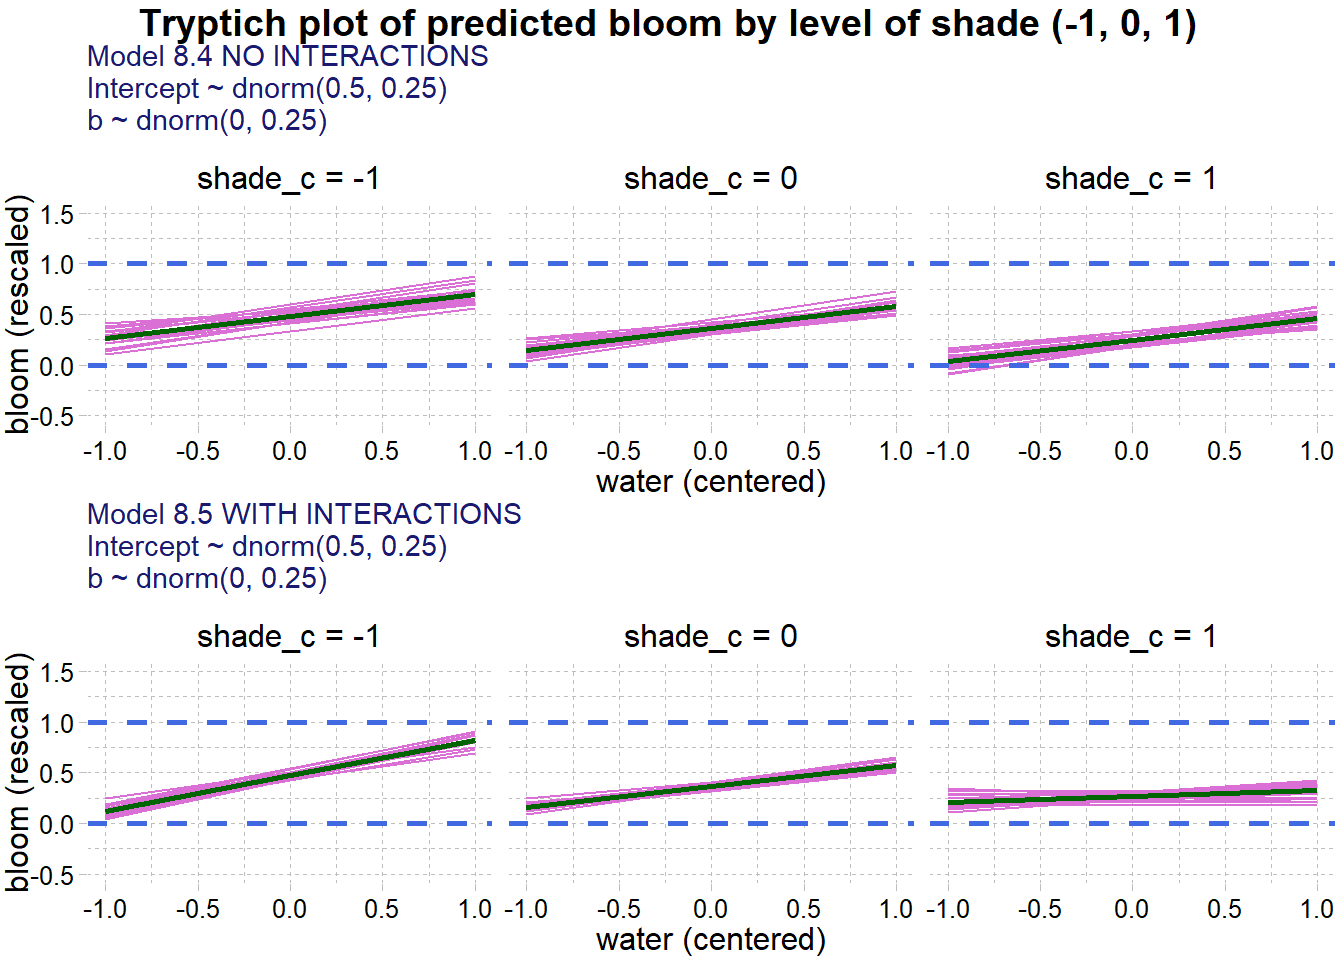 Tryptich plot of predicted bloom by level of shade (-1, 0, 1)
Model 8.4 NO INTERACTIONS
Intercept ~ dnorm(0.5, 0.25)
b ~ dnorm(0, 0.25)
shade_c = -1
shade_c = 0
shade_c = 1
bloom (rescaled)
1.5
1.0
0.5
0.0
-0.5
-1.0 -0.5 0.0 0.5 1.0
-1.0 -0.5 0.0 0.5 1.0
-1.0 -0.5 0.0 0.5 1.0
water (centered)
Model 8.5 WITH INTERACTIONS
Intercept ~ dnorm(0.5, 0.25)
b ~ dnorm(0, 0.25)
shade_c = -1
shade_c = 0
shade_c = 1
bloom (rescaled)
1.5
1.0
0.5
0.0
-0.5
-1.0 -0.5 0.0 0.5 1.0
-1.0 -0.5 0.0 0.5 1.0
-1.0 -0.5 0.0 0.5 1.0
water (centered)